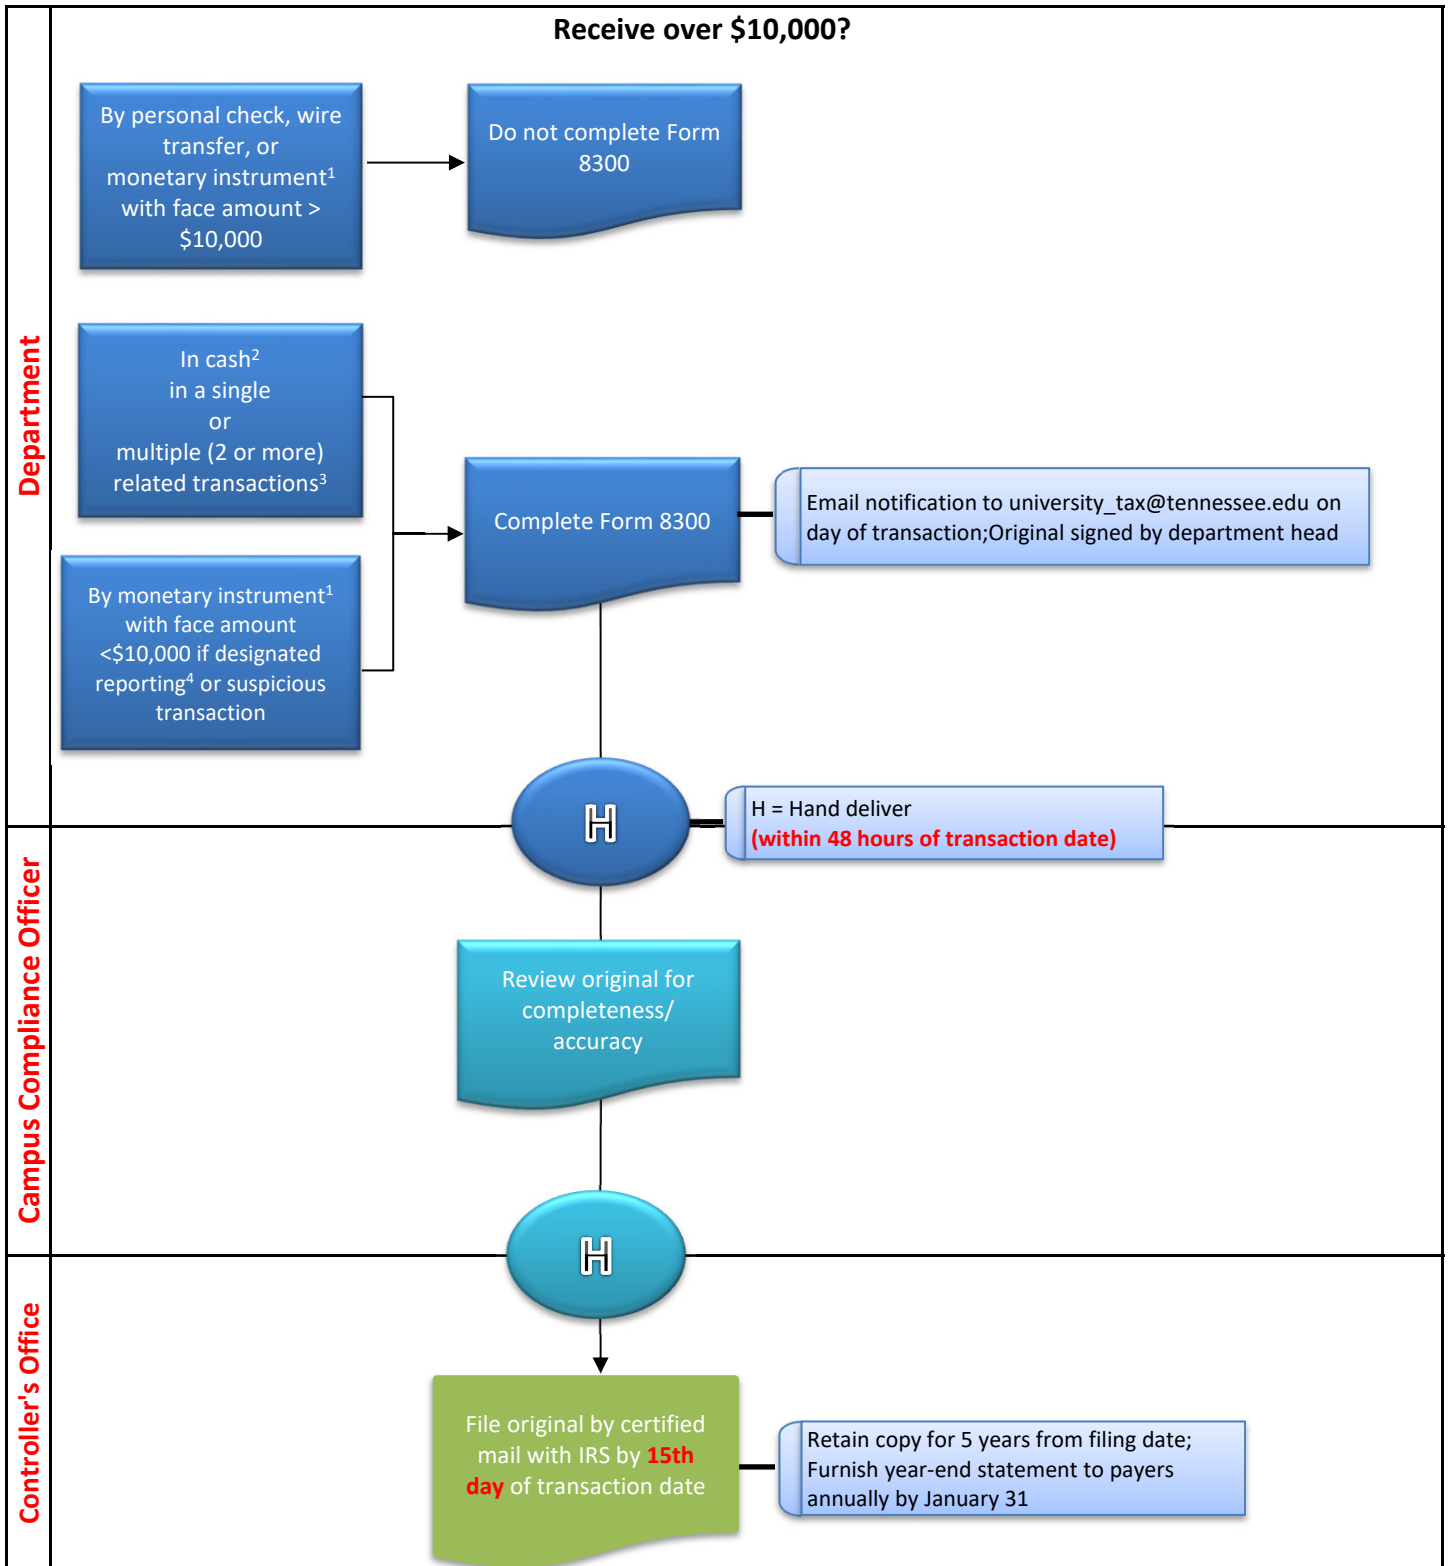 Receive over $10,000?
Department
By personal check, wire
transfer, or
monetary instrument¹
with face amount >
$10,000
Do not complete Form
8300
In cash²
in a single
or
multiple (2 or more)
related transactions³
By monetary instrument¹
with face amount
<$10,000 if designated
reporting⁴ or suspicious
transaction
Complete Form 8300
Email notification to university_tax@tennessee.edu on
day of transaction;Original signed by department head
H
H = Hand deliver
(within 48 hours of transaction date)
Campus Compliance Officer
Review original for
completeness/
accuracy
H
Controller's Office
File original by certified
mail with IRS by 15th
day of transaction date
Retain copy for 5 years from filing date;
Furnish year-end statement to payers
annually by January 31